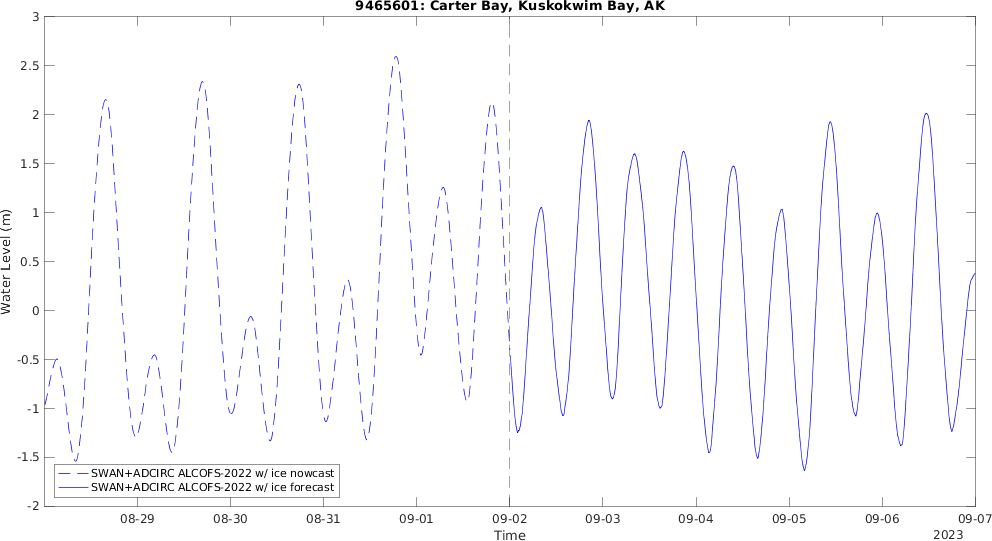 9465601: Carter Bay, Kuskokwim Bay, AK
3
2.5
2
1.5
1
0.5
0
-0.5
-1
-1.5
-2
Water Level (m)
SWAN+ADCIRC ALCOFS-2022 w/ ice nowcast
SWAN+ADCIRC ALCOFS-2022 w/ ice forecast
08-29 08-30 08-31 09-01 09-02 09-03 09-04 09-05 09-06 09-07
Time
2023